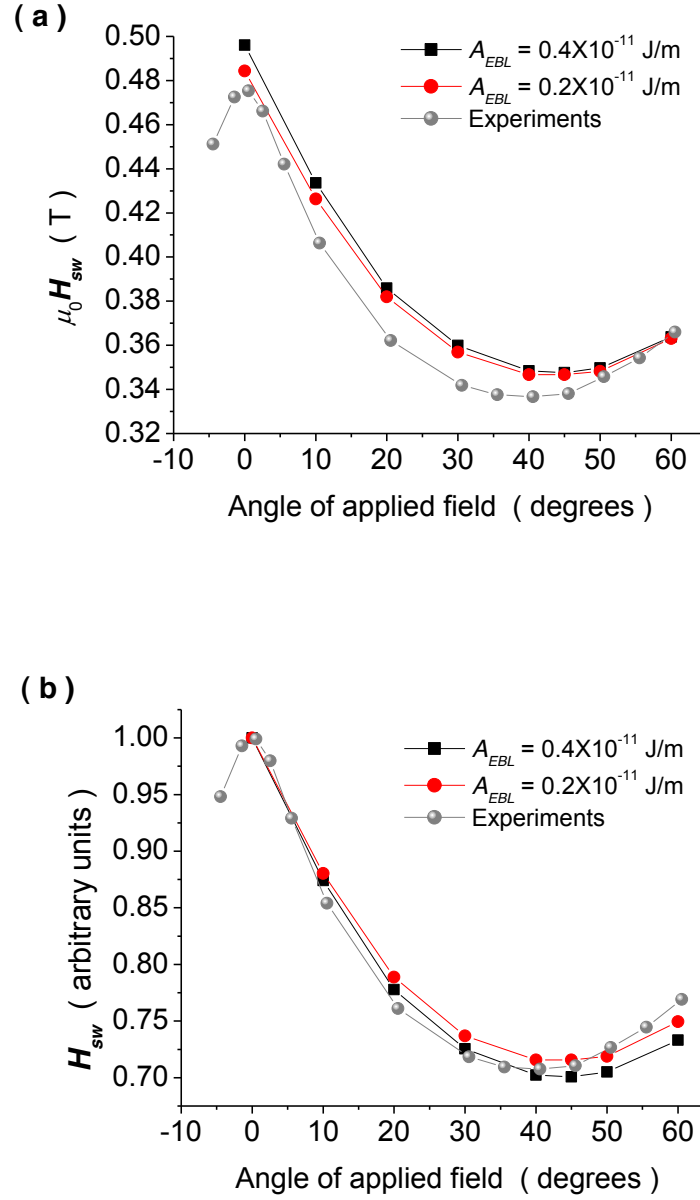 ( a )
0.50
0.48
0.46
0.44
0.42
0.40
0.38
0.36
0.34
0.32
μ₀Hsw ( T )
A_EBL = 0.4X10⁻¹¹ J/m
A_EBL = 0.2X10⁻¹¹ J/m
Experiments
-10 0 10 20 30 40 50 60
Angle of applied field ( degrees )
( b )
1.00
0.95
0.90
0.85
0.80
0.75
0.70
Hsw ( arbitrary units )
A_EBL = 0.4X10⁻¹¹ J/m
A_EBL = 0.2X10⁻¹¹ J/m
Experiments
-10 0 10 20 30 40 50 60
Angle of applied field ( degrees )